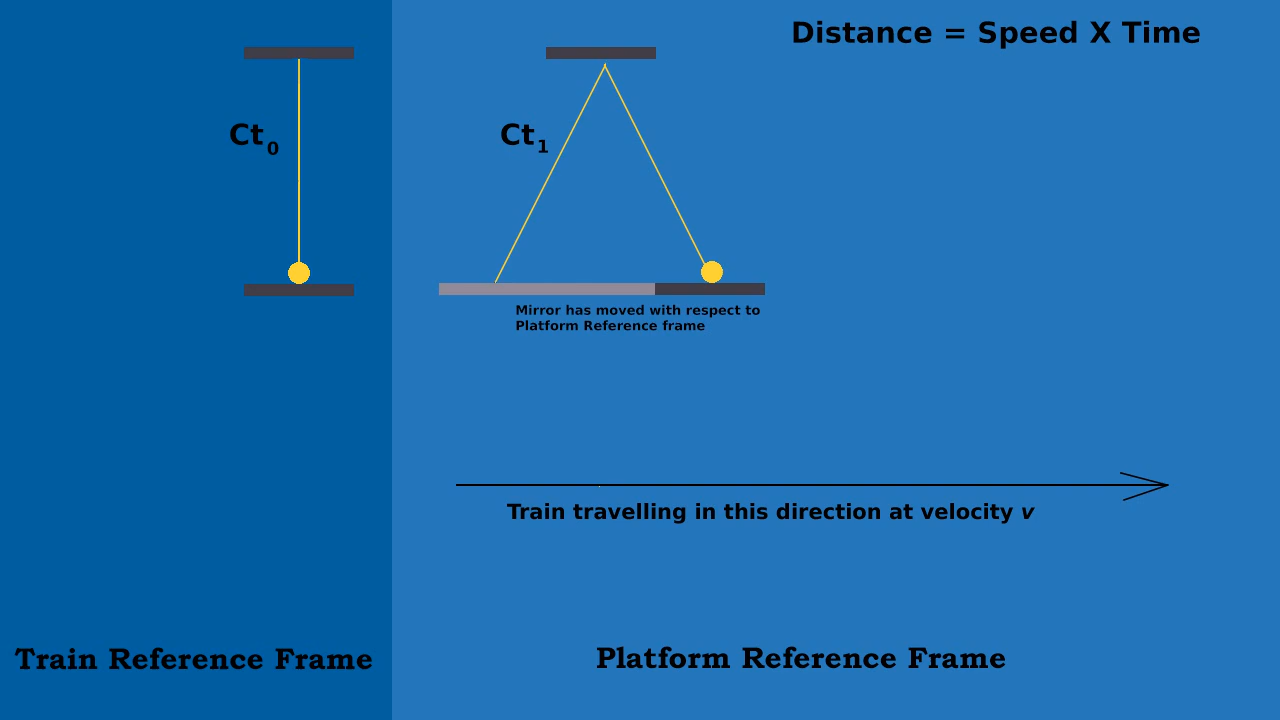 Distance = Speed X Time
Ct0
Ct1
Mirror has moved with respect to
Platform Reference frame
Train travelling in this direction at velocity v
Train Reference Frame
Platform Reference Frame